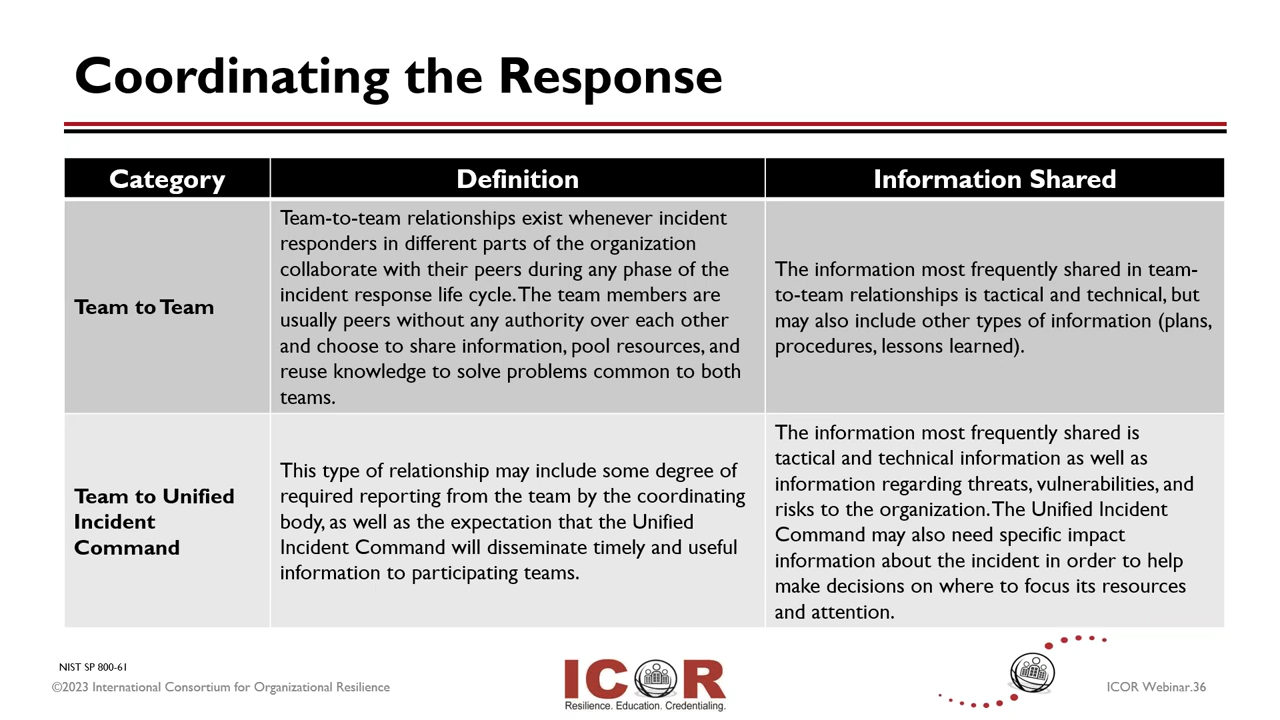 Coordinating the Response
Category
Definition
Information Shared
Team to Team
Team-to-team relationships exist whenever incident
responders in different parts of the organization
collaborate with their peers during any phase of the
incident response life cycle. The team members are
usually peers without any authority over each other
and choose to share information, pool resources, and
reuse knowledge to solve problems common to both
teams.
The information most frequently shared in team-
to-team relationships is tactical and technical, but
may also include other types of information (plans,
procedures, lessons learned).
Team to Unified
Incident
Command
This type of relationship may include some degree of
required reporting from the team by the coordinating
body, as well as the expectation that the Unified
Incident Command will disseminate timely and useful
information to participating teams.
The information most frequently shared is
tactical and technical information as well as
information regarding threats, vulnerabilities, and
risks to the organization. The Unified Incident
Command may also need specific impact
information about the incident in order to help
make decisions on where to focus its resources
and attention.
NIST SP 800-61
©2023 International Consortium for Organizational Resilience
ICOR
Resilience. Education. Credentialing.
ICOR Webinar.36